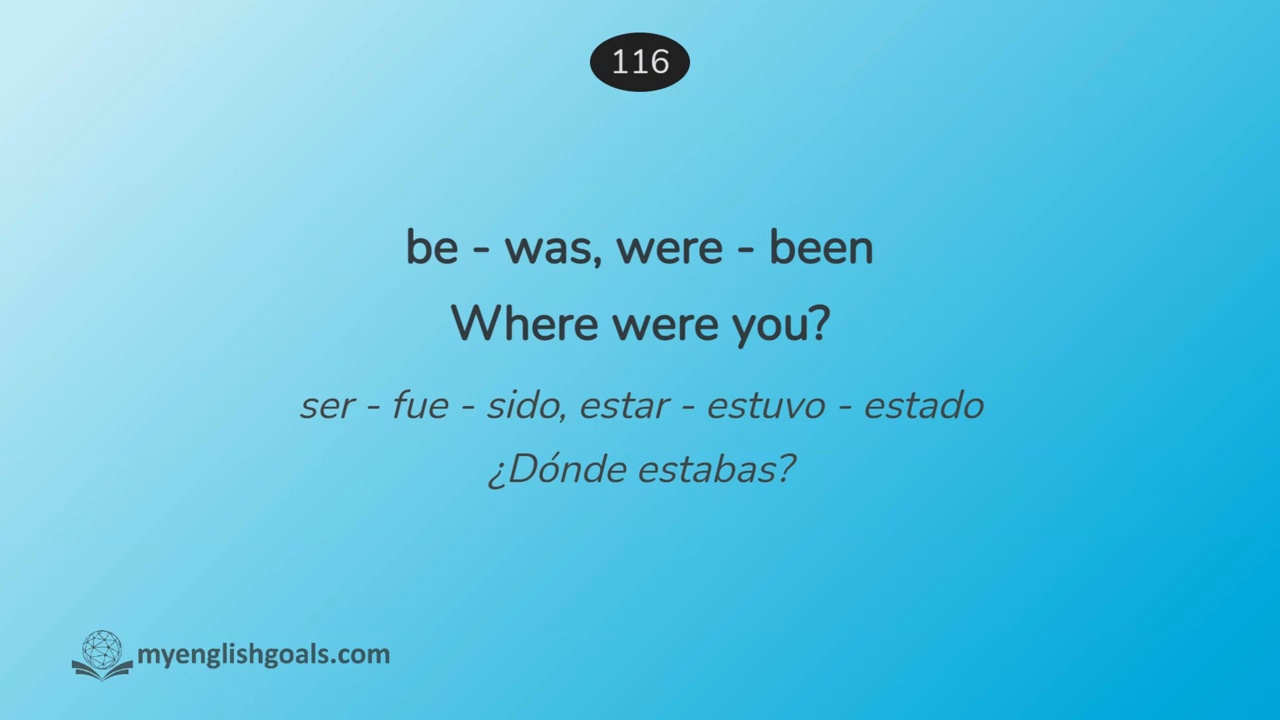 116
be - was, were - been
Where were you?
ser - fue - sido, estar - estuvo - estado
¿Dónde estabas?
myenglishgoals.com